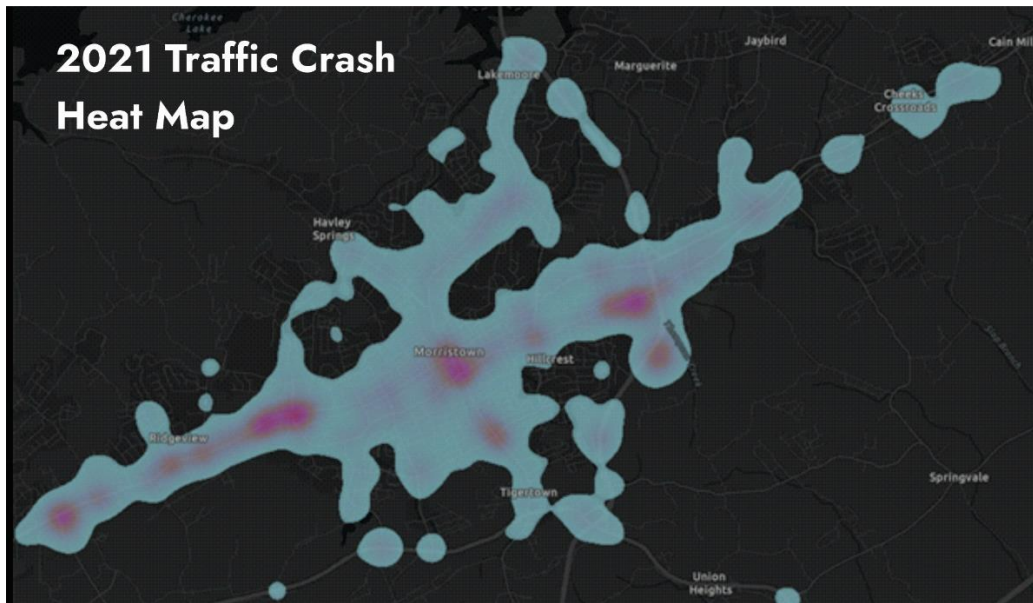 Cherokee
Lake
2021 Traffic Crash
Heat Map
Lakemoore
Marguerite
Jaybird
Cain Mil
Cheeks
Crossroads
Havley
Springs
Morristown
Hillcrest
Ridgeview
Tigertown
Springvale
Union
Heights